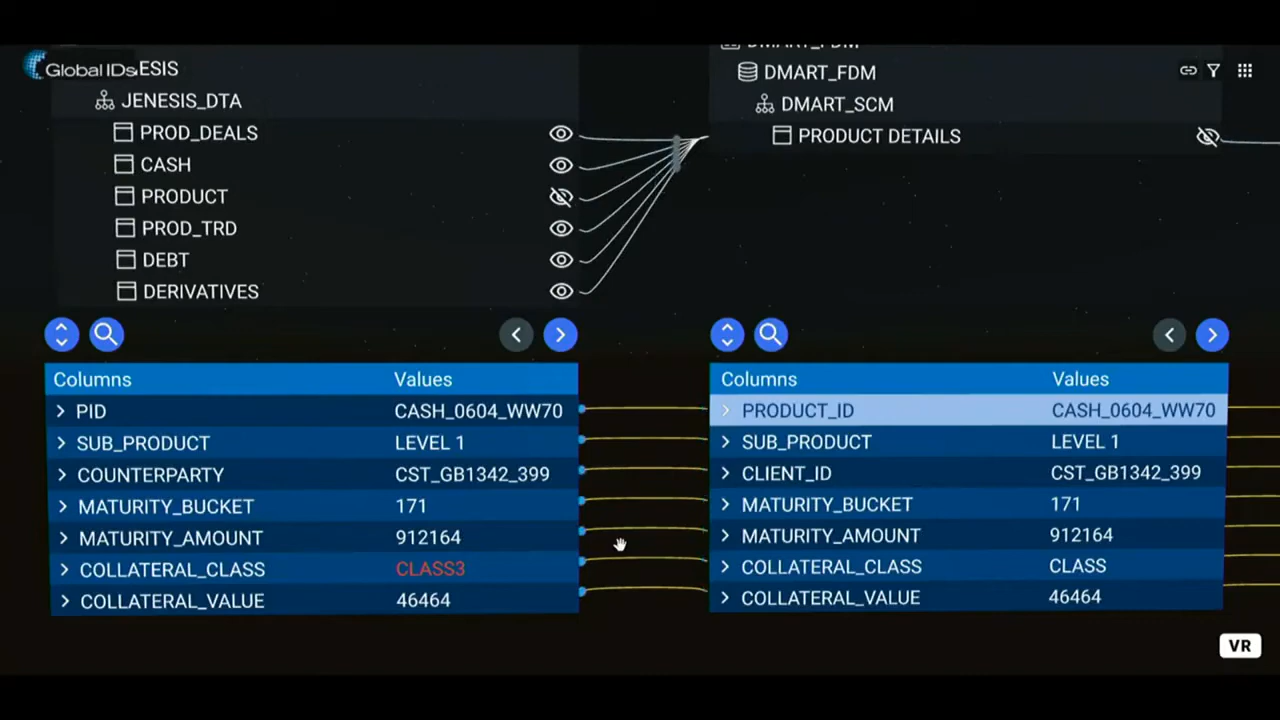 Global IDs
ESIS
JENESIS_DTA
PROD_DEALS
CASH
PRODUCT
PROD_TRD
DEBT
DERIVATIVES
DMART_FDM
DMART_FDM
DMART_SCM
PRODUCT DETAILS
Columns Values
PID CASH_0604_WW70
SUB_PRODUCT LEVEL 1
COUNTERPARTY CST_GB1342_399
MATURITY_BUCKET 171
MATURITY_AMOUNT 912164
COLLATERAL_CLASS CLASS3
COLLATERAL_VALUE 46464
Columns Values
PRODUCT_ID CASH_0604_WW70
SUB_PRODUCT LEVEL 1
CLIENT_ID CST_GB1342_399
MATURITY_BUCKET 171
MATURITY_AMOUNT 912164
COLLATERAL_CLASS CLASS
COLLATERAL_VALUE 46464
VR